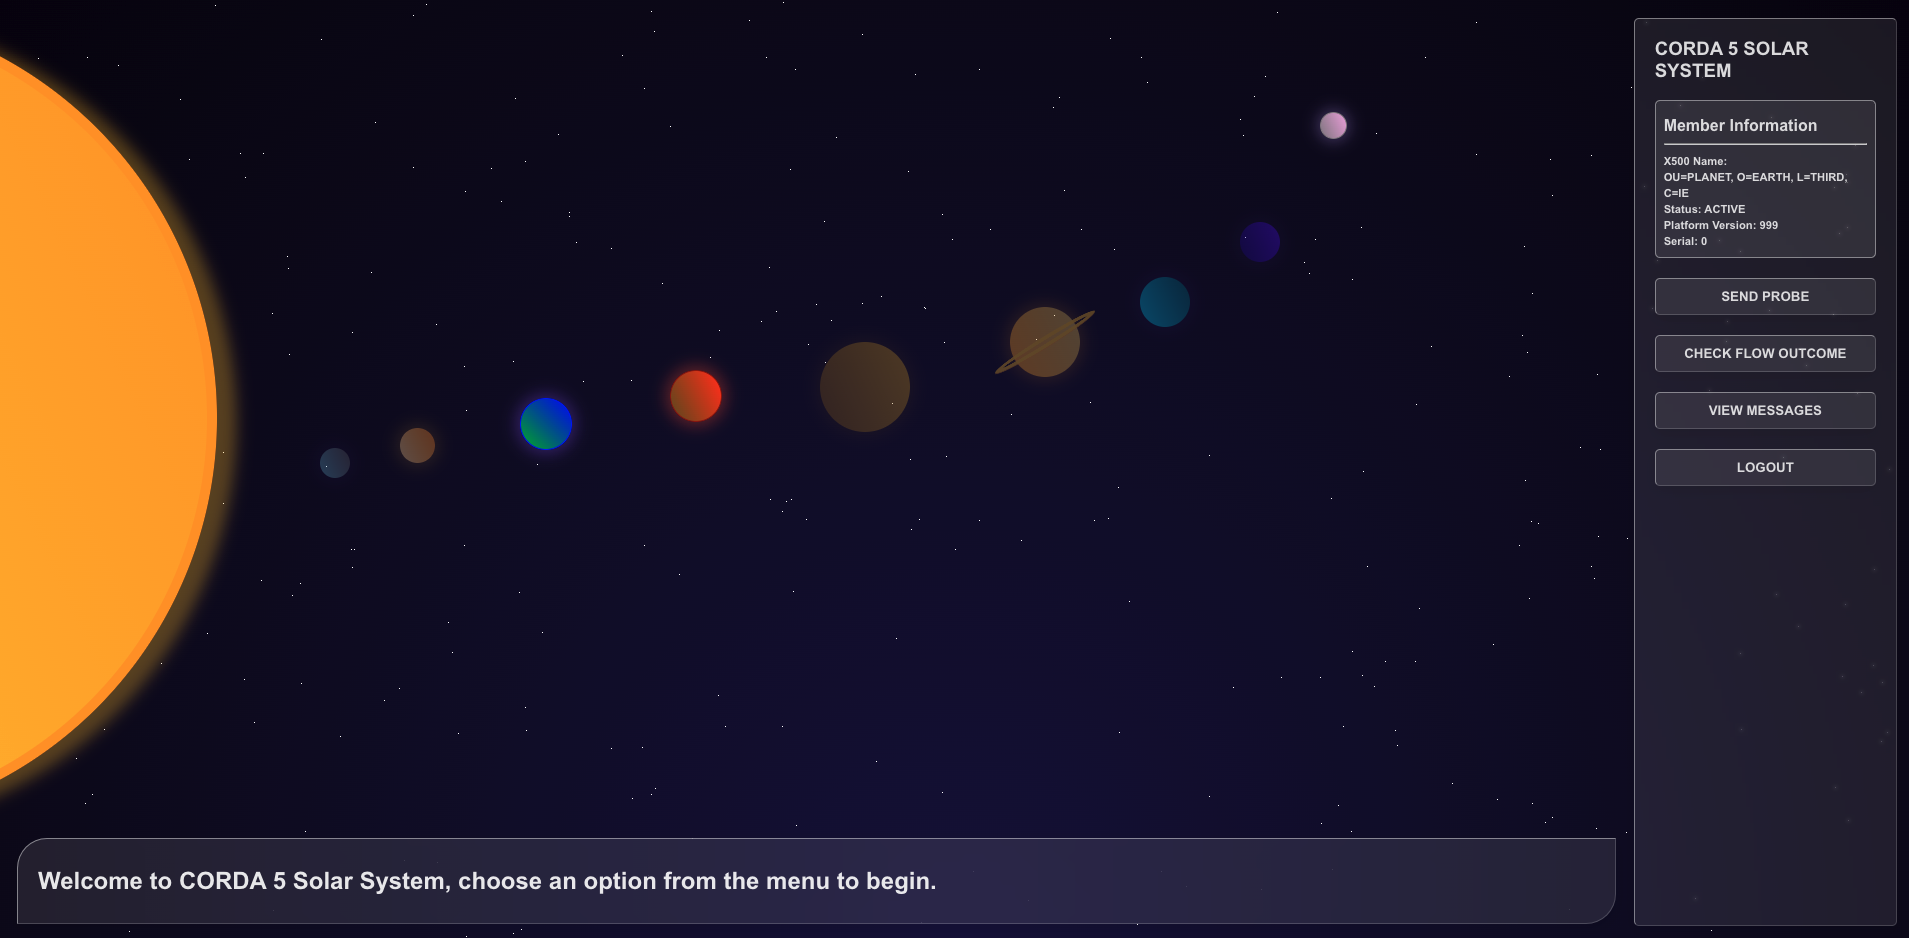 CORDA 5 SOLAR
SYSTEM
Member Information
X500 Name:
OU=PLANET, O=EARTH, L=THIRD,
C=IE
Status: ACTIVE
Platform Version: 999
Serial: 0
SEND PROBE
CHECK FLOW OUTCOME
VIEW MESSAGES
LOGOUT
Welcome to CORDA 5 Solar System, choose an option from the menu to begin.